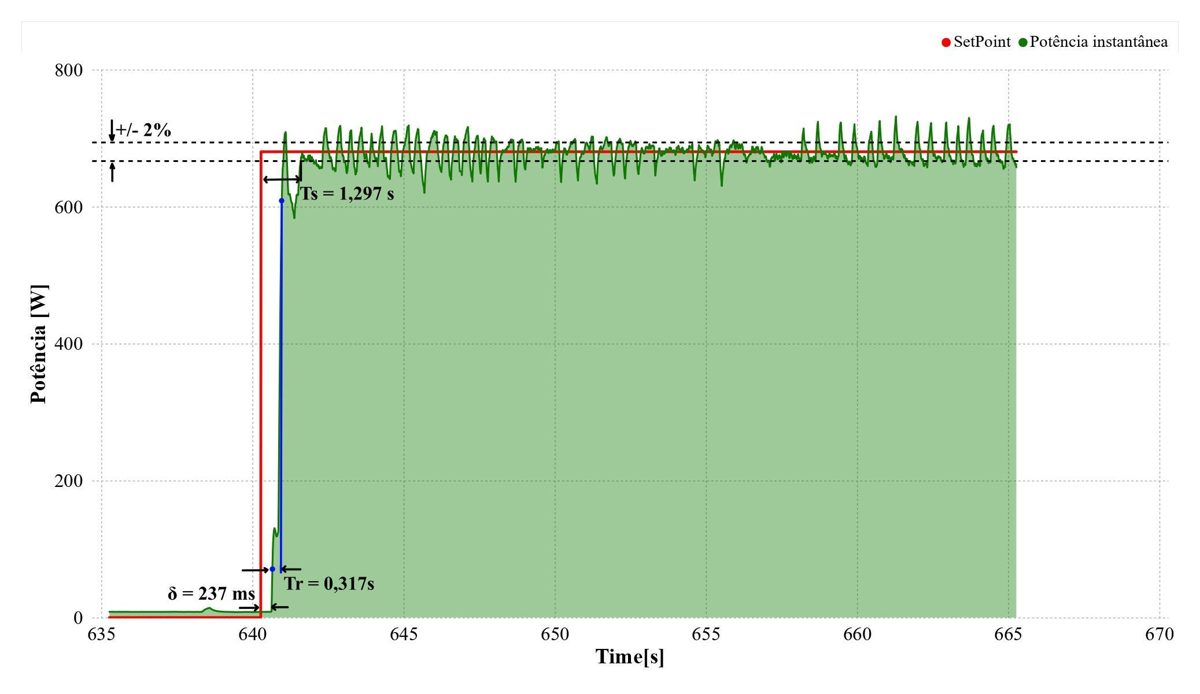 SetPoint Potência instantânea
800
+/- 2%
Ts = 1,297 s
600
Potência [W]
400
200
Tr = 0,317s
δ = 237 ms
0
635 640 645 650 655 660 665 670
Time[s]